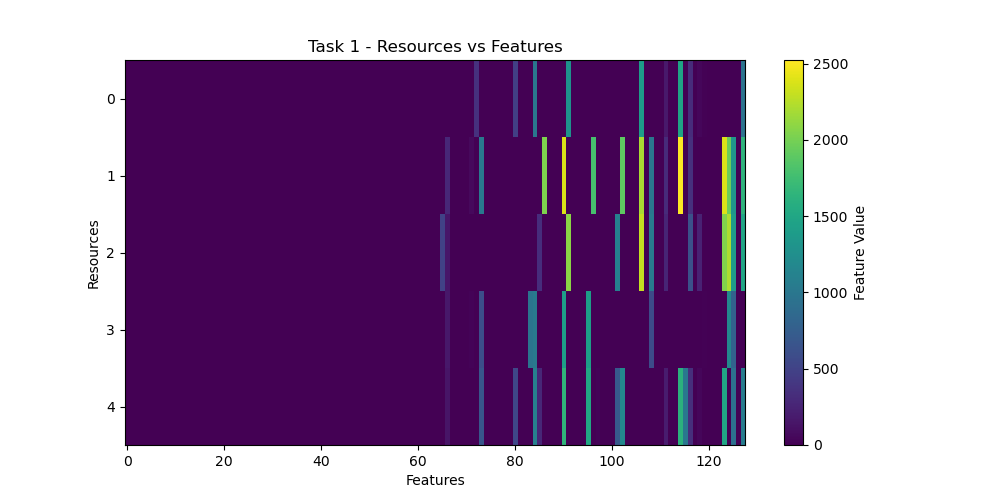 Task 1 - Resources vs Features
Resources
0
1
2
3
4
0 20 40 60 80 100 120
Features
2500
2000
1500
1000
500
0
Feature Value